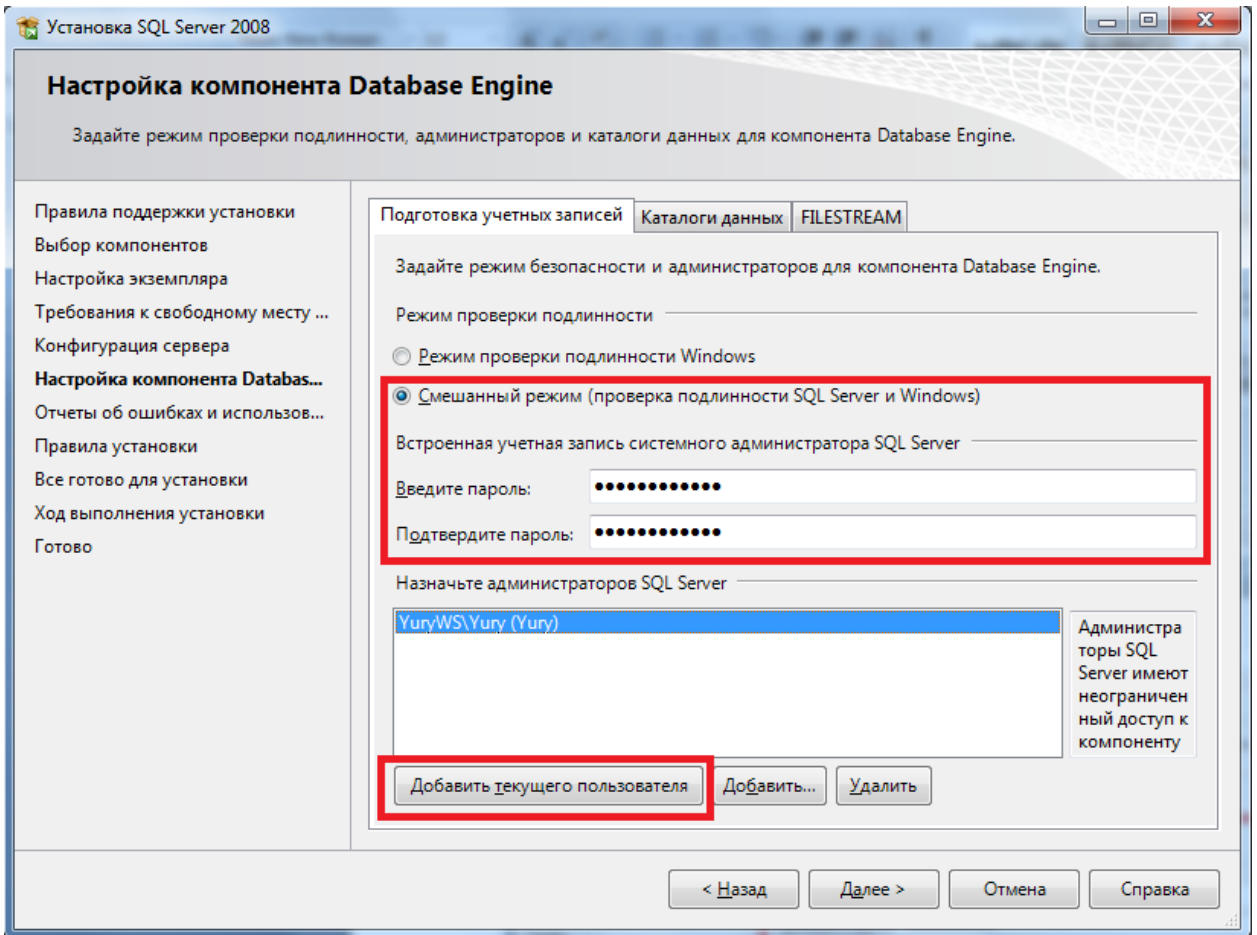 Установка SQL Server 2008
Настройка компонента Database Engine
Задайте режим проверки подлинности, администраторов и каталоги данных для компонента Database Engine.
Правила поддержки установки
Выбор компонентов
Настройка экземпляра
Требования к свободному месту ...
Конфигурация сервера
Настройка компонента Databas...
Отчеты об ошибках и использов...
Правила установки
Все готово для установки
Ход выполнения установки
Готово
Подготовка учетных записей
Каталоги данных
FILESTREAM
Задайте режим безопасности и администраторов для компонента Database Engine.
Режим проверки подлинности
Режим проверки подлинности Windows
Смешанный режим (проверка подлинности SQL Server и Windows)
Встроенная учетная запись системного администратора SQL Server
Введите пароль: ●●●●●●●●●●●●
Подтвердите пароль: ●●●●●●●●●●●●
Назначьте администраторов SQL Server
YuryWS\Yury (Yury)
Администра
торы SQL
Server имеют
неограничен
ный доступ к
компоненту
Добавить текущего пользователя
Добавить...
Удалить
< Назад
Далее >
Отмена
Справка